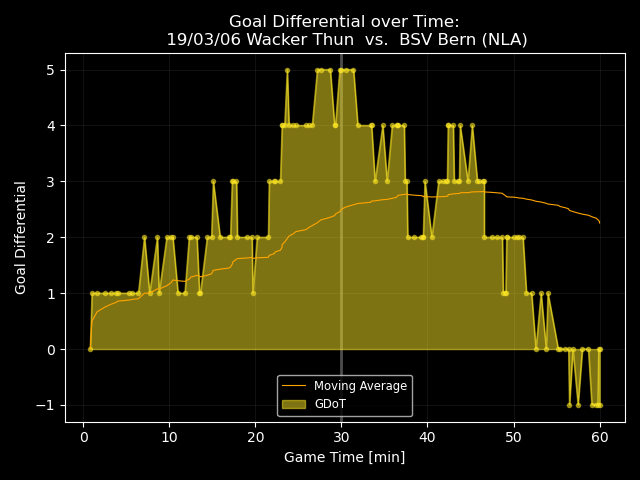 Goal Differential over Time:
19/03/06 Wacker Thun  vs.  BSV Bern (NLA)
Goal Differential
5
4
3
2
1
0
−1
Moving Average
GDoT
0 10 20 30 40 50 60
Game Time [min]